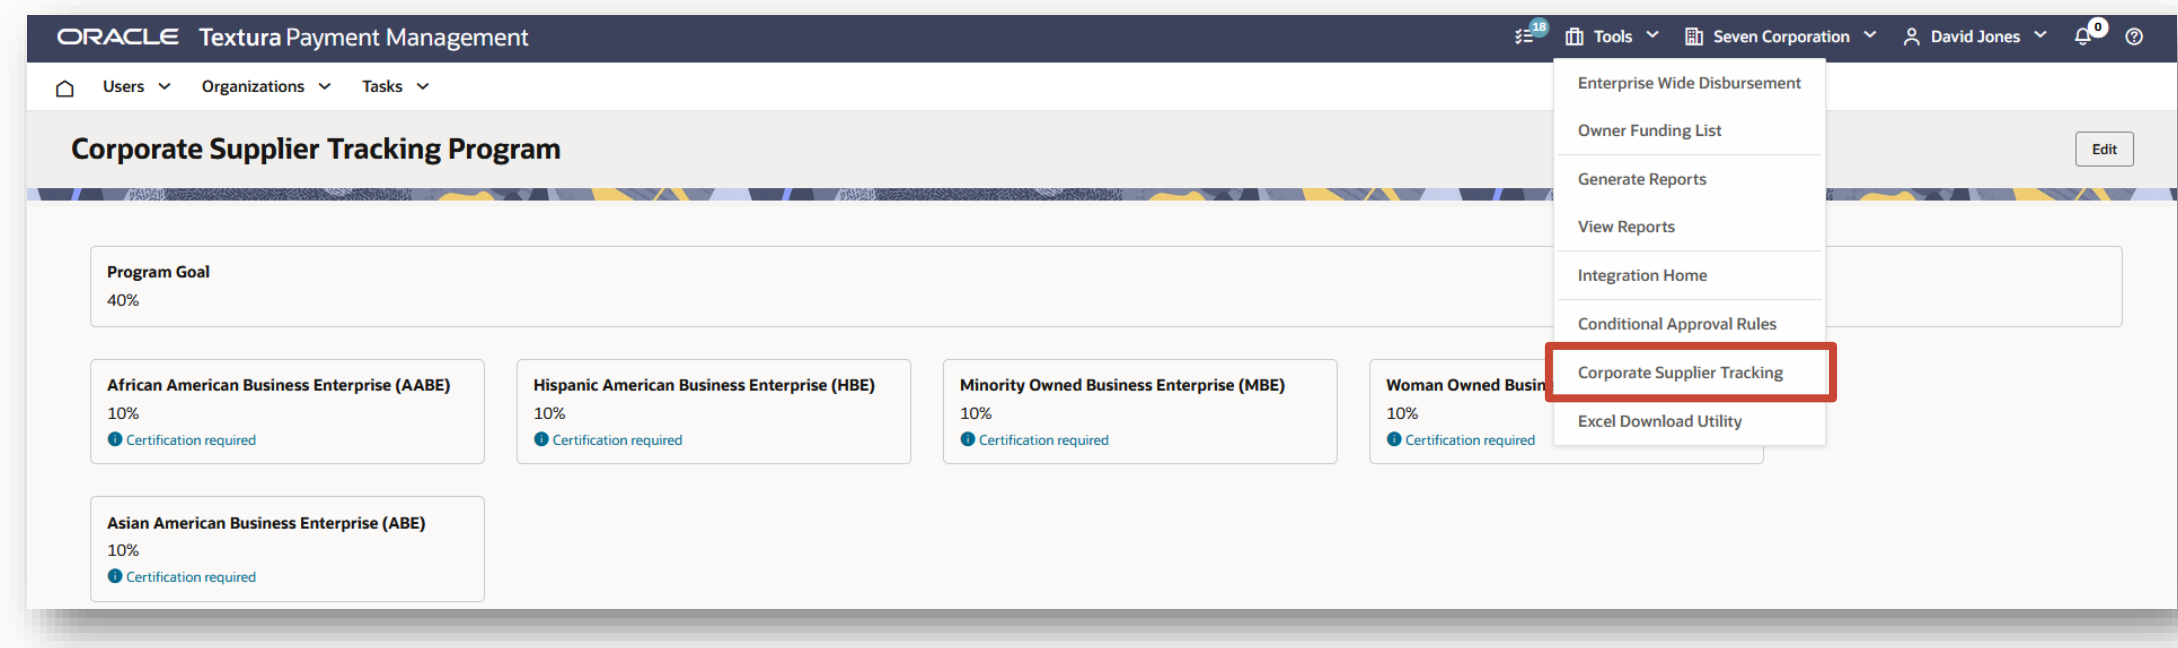 ORACLE Textura Payment Management
18 Tools Seven Corporation David Jones 0
Users Organizations Tasks
Corporate Supplier Tracking Program
Edit
Enterprise Wide Disbursement
Owner Funding List
Generate Reports
View Reports
Integration Home
Conditional Approval Rules
Corporate Supplier Tracking
Excel Download Utility
Program Goal
40%
African American Business Enterprise (AABE)
10%
Certification required
Hispanic American Business Enterprise (HBE)
10%
Certification required
Minority Owned Business Enterprise (MBE)
10%
Certification required
Woman Owned
10%
Certification required
Asian American Business Enterprise (ABE)
10%
Certification required